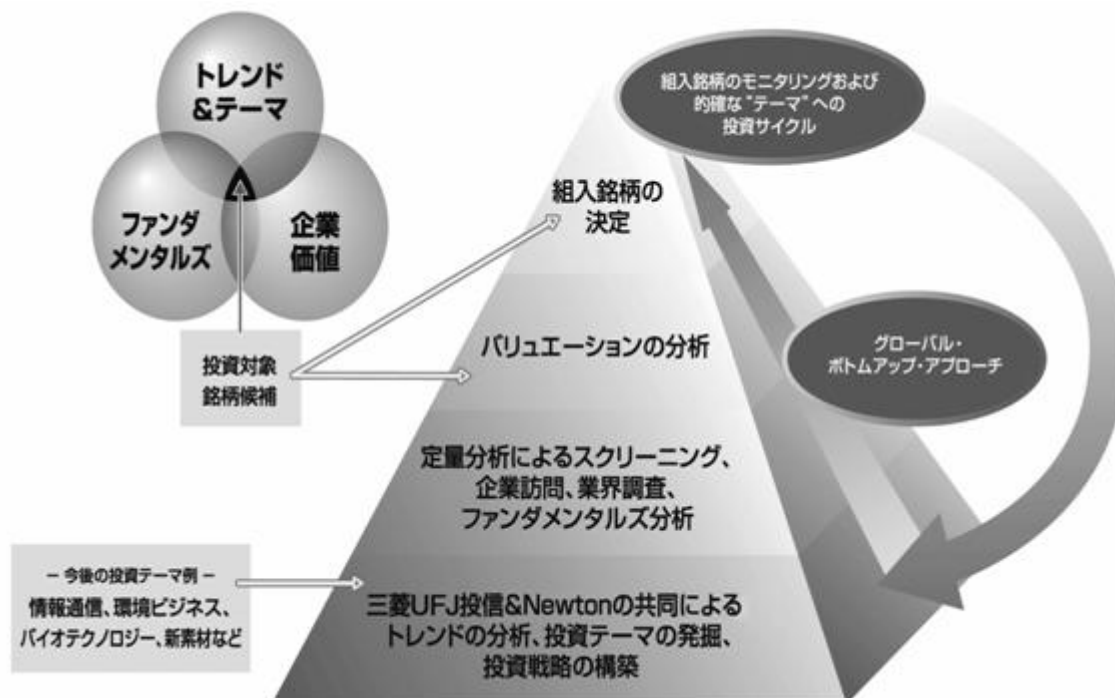 トレンド
&テーマ
ファンダ
メンタルズ
企業
価値
投資対象
銘柄候補
組入銘柄のモニタリングおよび
的確な“テーマ”への
投資サイクル
組入銘柄の
決定
バリュエーションの分析
グローバル・
ボトムアップ・アプローチ
定量分析によるスクリーニング、
企業訪問、業界調査、
ファンダメンタルズ分析
− 今後の投資テーマ例 −
情報通信、環境ビジネス、
バイオテクノロジー、新素材など
三菱UFJ投信&Newtonの共同による
トレンドの分析、投資テーマの発掘、
投資戦略の構築